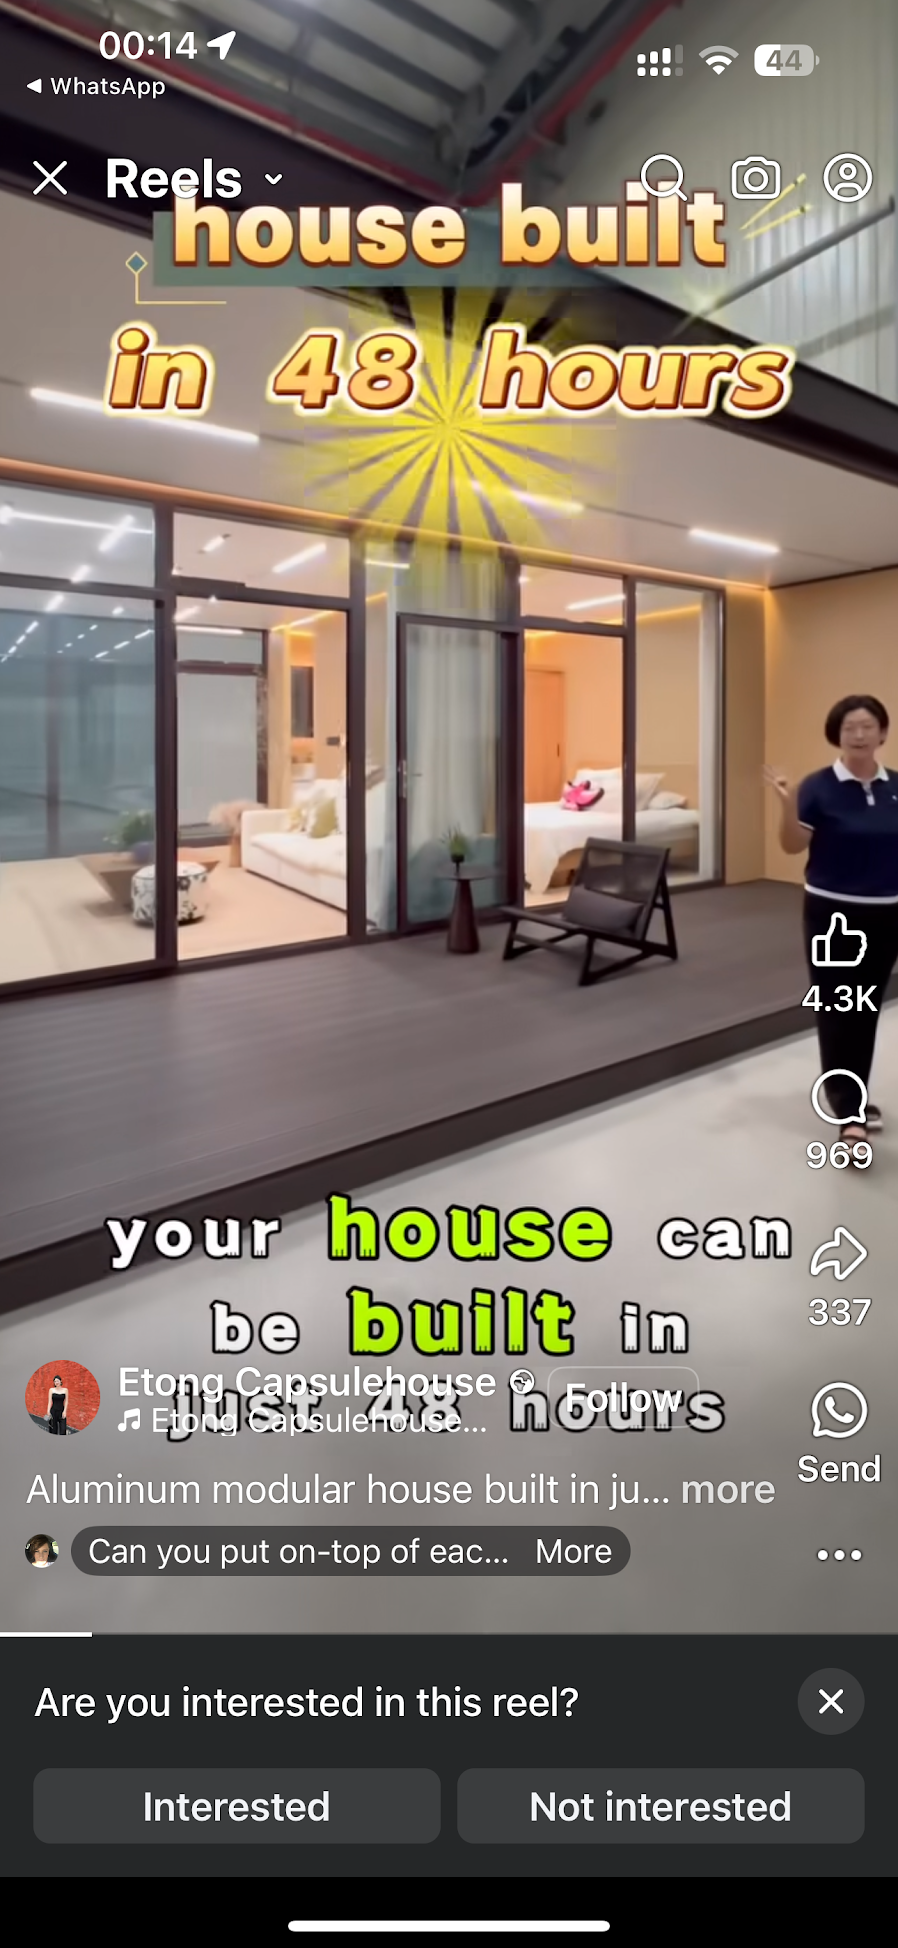 00:14
44
WhatsApp
Reels
house built
in 48 hours
4.3K
969
your house can
be built in
just 48 hours
337
Etong Capsulehouse
Follow
Etong Capsulehouse...
Send
Aluminum modular house built in ju... more
Can you put on-top of eac... More
Are you interested in this reel?
Interested
Not interested